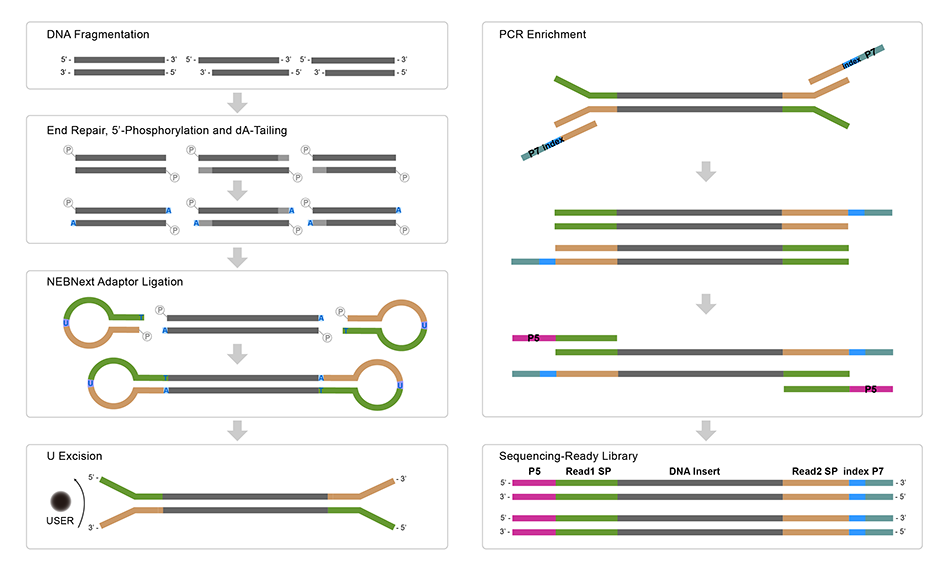 DNA Fragmentation
5’- -3’ 5’- -3’ 5’- -3’
3’- -5’ 3’- -5’ 3’- -5’
End Repair, 5’-Phosphorylation and dA-Tailing
P P P
P P P
P A P A P A
A P A P A P
NEBNext Adaptor Ligation
T P A P
U A T U
P P
T A
U A T U
U Excision
5’- -3’
USER
3’- -5’
PCR Enrichment
index P7
P7 index
P5
P5
Sequencing-Ready Library
P5 Read1 SP DNA Insert Read2 SP index P7
5’- -3’
3’- -5’
5’- -3’
3’- -5’